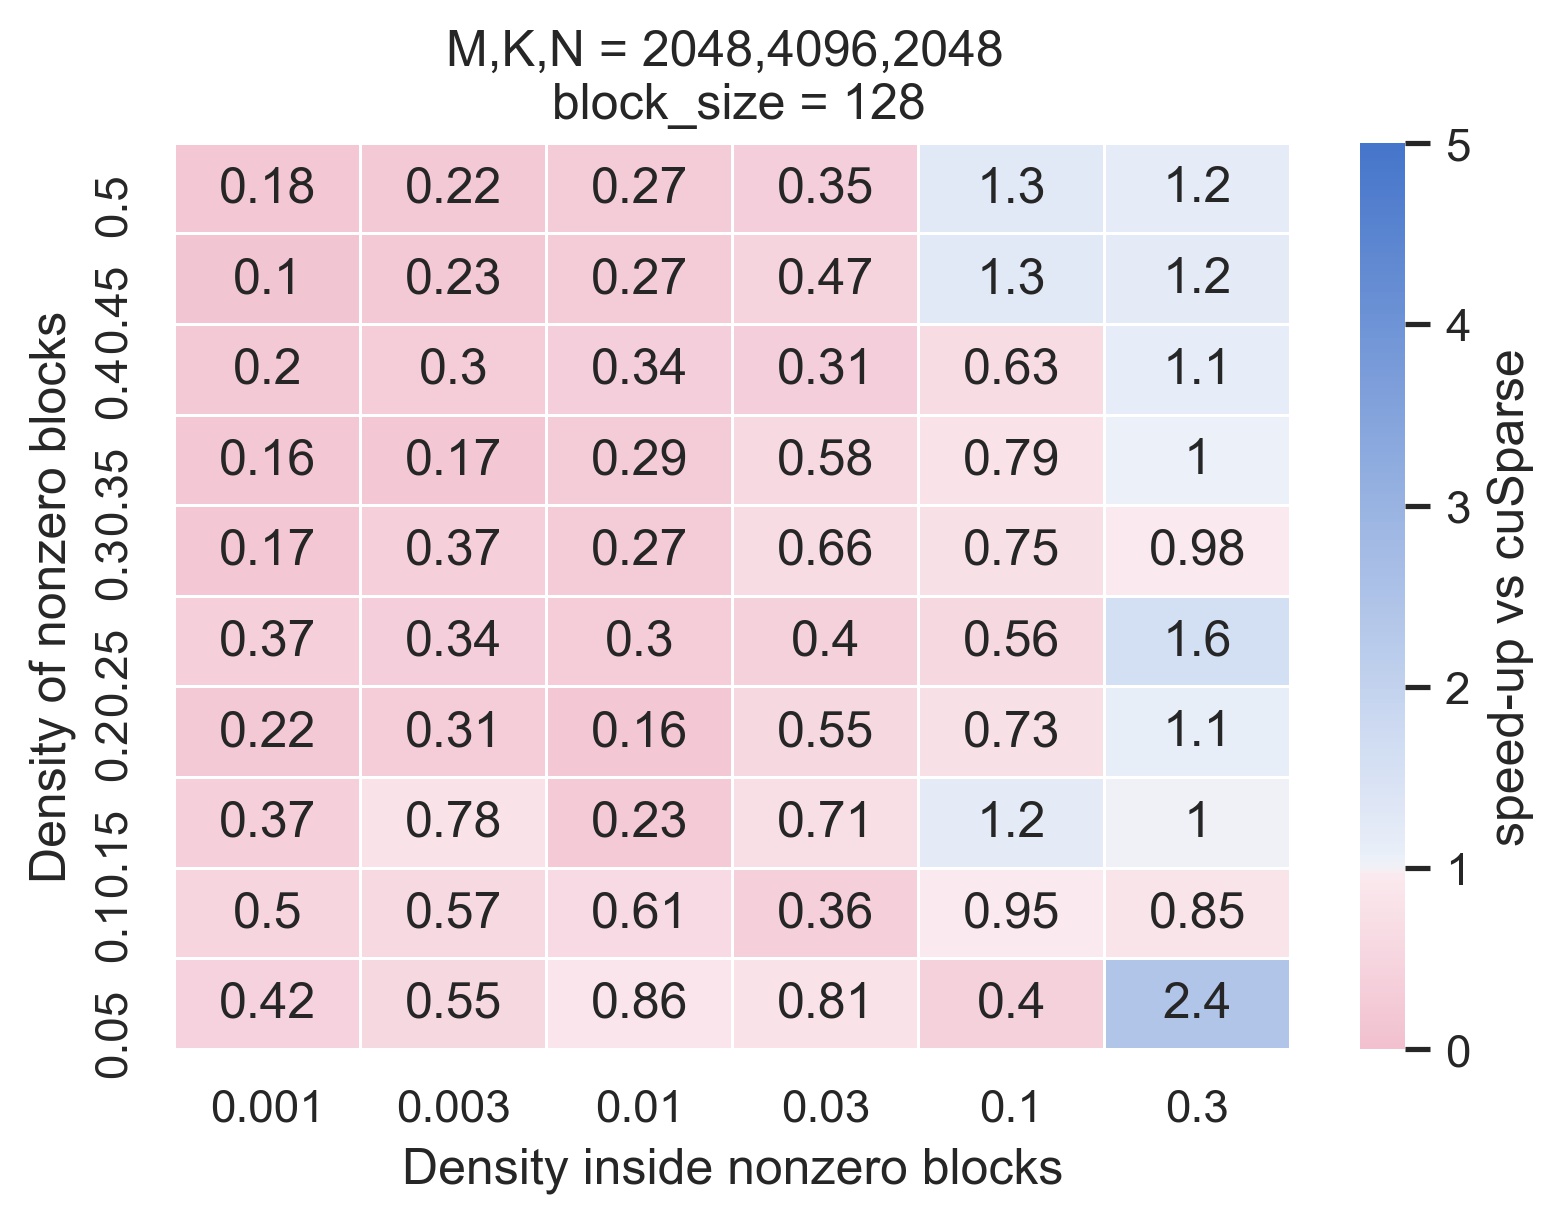 M,K,N = 2048,4096,2048
block_size = 128
Density of nonzero blocks
0.5 0.18 0.22 0.27 0.35 1.3 1.2
0.45 0.1 0.23 0.27 0.47 1.3 1.2
0.4 0.2 0.3 0.34 0.31 0.63 1.1
0.35 0.16 0.17 0.29 0.58 0.79 1
0.3 0.17 0.37 0.27 0.66 0.75 0.98
0.25 0.37 0.34 0.3 0.4 0.56 1.6
0.2 0.22 0.31 0.16 0.55 0.73 1.1
0.15 0.37 0.78 0.23 0.71 1.2 1
0.1 0.5 0.57 0.61 0.36 0.95 0.85
0.05 0.42 0.55 0.86 0.81 0.4 2.4
0.001 0.003 0.01 0.03 0.1 0.3
Density inside nonzero blocks
5
4
3
2
1
0
speed-up vs cuSparse